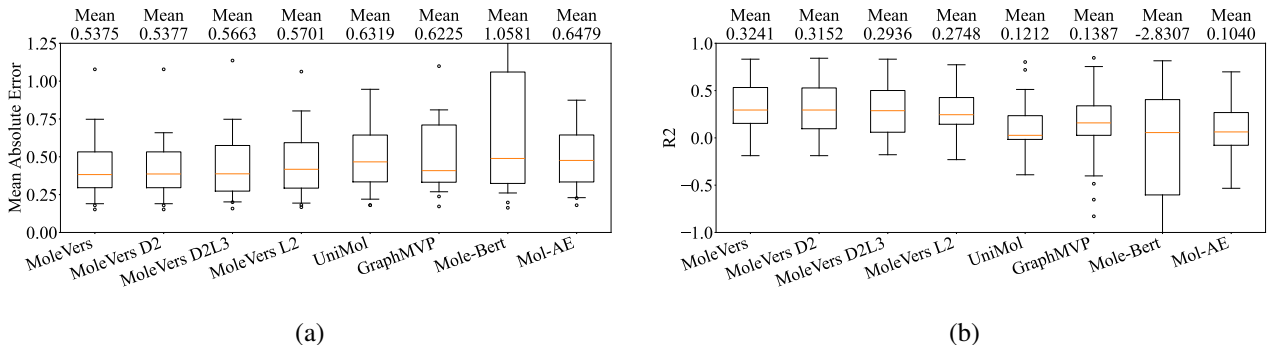 Mean Mean Mean Mean Mean Mean Mean Mean
0.5375 0.5377 0.5663 0.5701 0.6319 0.6225 1.0581 0.6479
1.25
1.00
0.75
0.50
0.25
0.00
Mean Absolute Error
MoleVers
MoleVers D2
MoleVers D2L3
MoleVers L2
UniMol
GraphMVP
Mole-Bert
Mol-AE
(a)
Mean Mean Mean Mean Mean Mean Mean Mean
0.3241 0.3152 0.2936 0.2748 0.1212 0.1387 -2.8307 0.1040
1.0
0.5
0.0
−0.5
−1.0
R2
MoleVers
MoleVers D2
MoleVers D2L3
MoleVers L2
UniMol
GraphMVP
Mole-Bert
Mol-AE
(b)